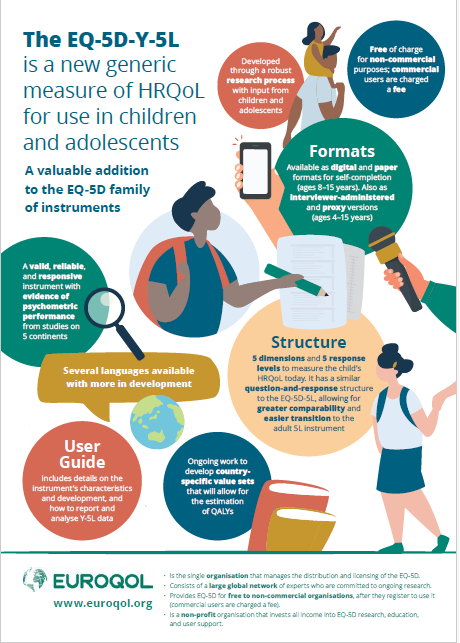 The EQ-5D-Y-5L
is a new generic
measure of HRQoL
for use in children
and adolescents
A valuable addition
to the EQ-5D family
of instruments
Developed
through a robust
research process
with input from
children and
adolescents
Free of charge
for non-commercial
purposes; commercial
users are charged
a fee
Formats
Available as digital and paper
formats for self-completion
(ages 8–15 years). Also as
interviewer-administered
and proxy versions
(ages 4–15 years)
A valid, reliable,
and responsive
instrument with
evidence of
psychometric
performance
from studies on
5 continents
Several languages available
with more in development
Structure
5 dimensions and 5 response
levels to measure the child's
HRQoL today. It has a similar
question-and-response structure
to the EQ-5D-5L, allowing for
greater comparability and
easier transition to the
adult 5L instrument
User
Guide
includes details on the
instrument's characteristics
and development, and
how to report and
analyse Y-5L data
Ongoing work to
develop country-
specific value sets
that will allow for
the estimation
of QALYs
EUROQOL
www.euroqol.org
• Is the single organisation that manages the distribution and licensing of the EQ-5D.
• Consists of a large global network of experts who are committed to ongoing research.
• Provides EQ-5D for free to non-commercial organisations, after they register to use it
(commercial users are charged a fee).
• Is a non-profit organisation that invests all income into EQ-5D research, education,
and user support.